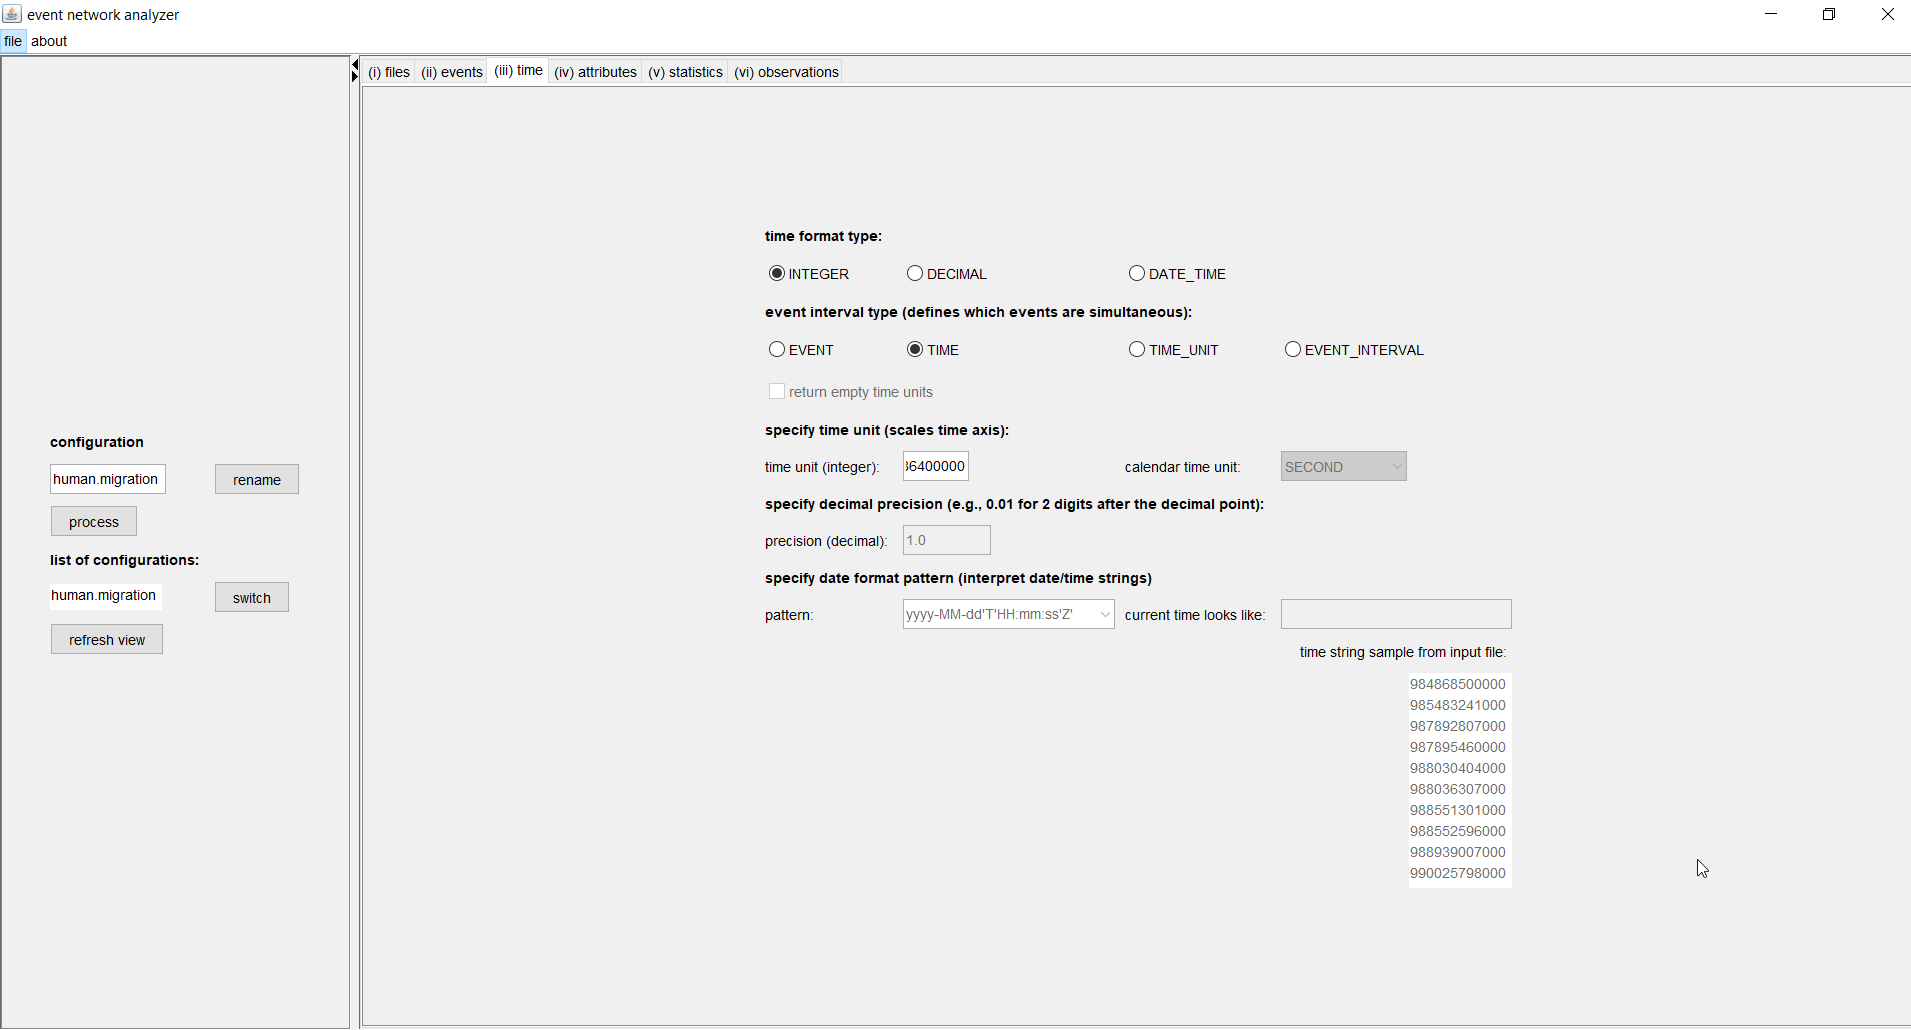 event network analyzer
file about
(i) files (ii) events (iii) time (iv) attributes (v) statistics (vi) observations
configuration
human.migration rename
process
list of configurations:
human.migration switch
refresh view
time format type:
INTEGER DECIMAL DATE_TIME
event interval type (defines which events are simultaneous):
EVENT TIME TIME_UNIT EVENT_INTERVAL
return empty time units
specify time unit (scales time axis):
time unit (integer): 6400000 calendar time unit: SECOND
specify decimal precision (e.g., 0.01 for 2 digits after the decimal point):
precision (decimal): 1.0
specify date format pattern (interpret date/time strings)
pattern: yyyy-MM-dd'T'HH:mm:ss'Z' current time looks like:
time string sample from input file:
984868500000
985483241000
987892807000
987895460000
988030404000
988036307000
988551301000
988552596000
988939007000
990025798000